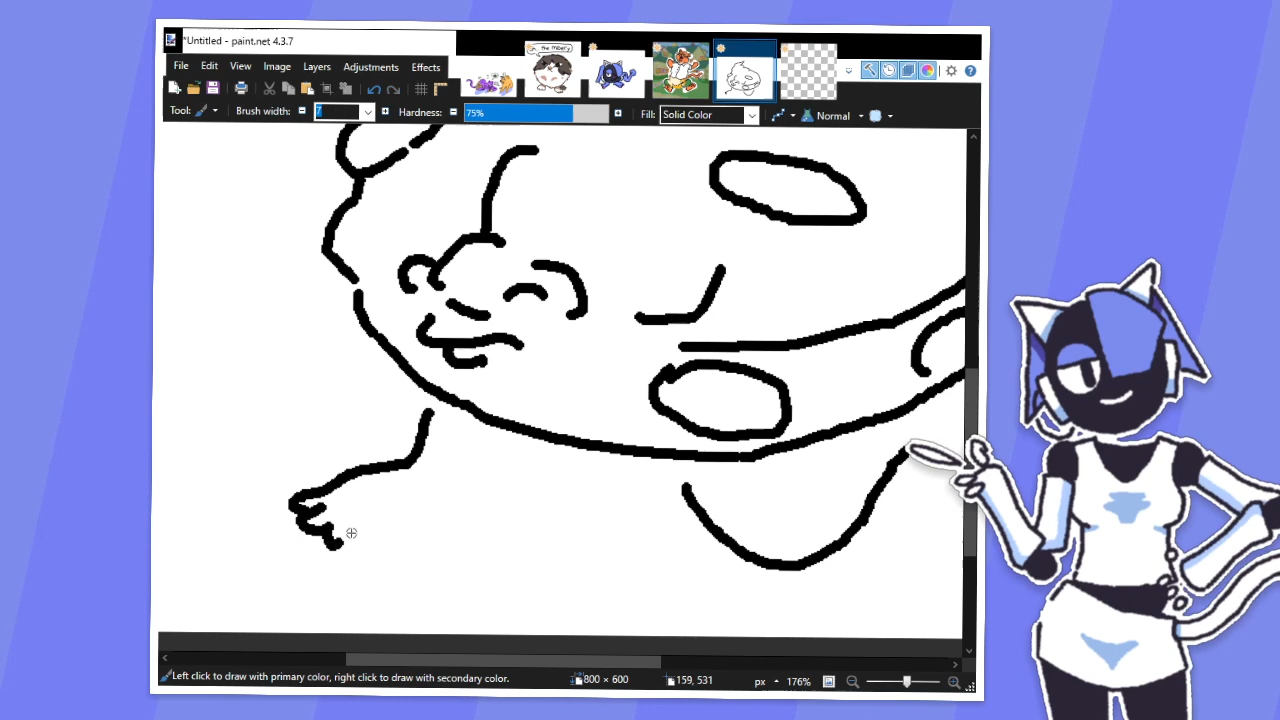 *Untitled - paint.net 4.3.7
File Edit View Image Layers Adjustments Effects
Tool: Brush width: 7 Hardness: 75% Fill: Solid Color Normal
Left click to draw with primary color, right click to draw with secondary color. 800 × 600 159, 531 px 176%